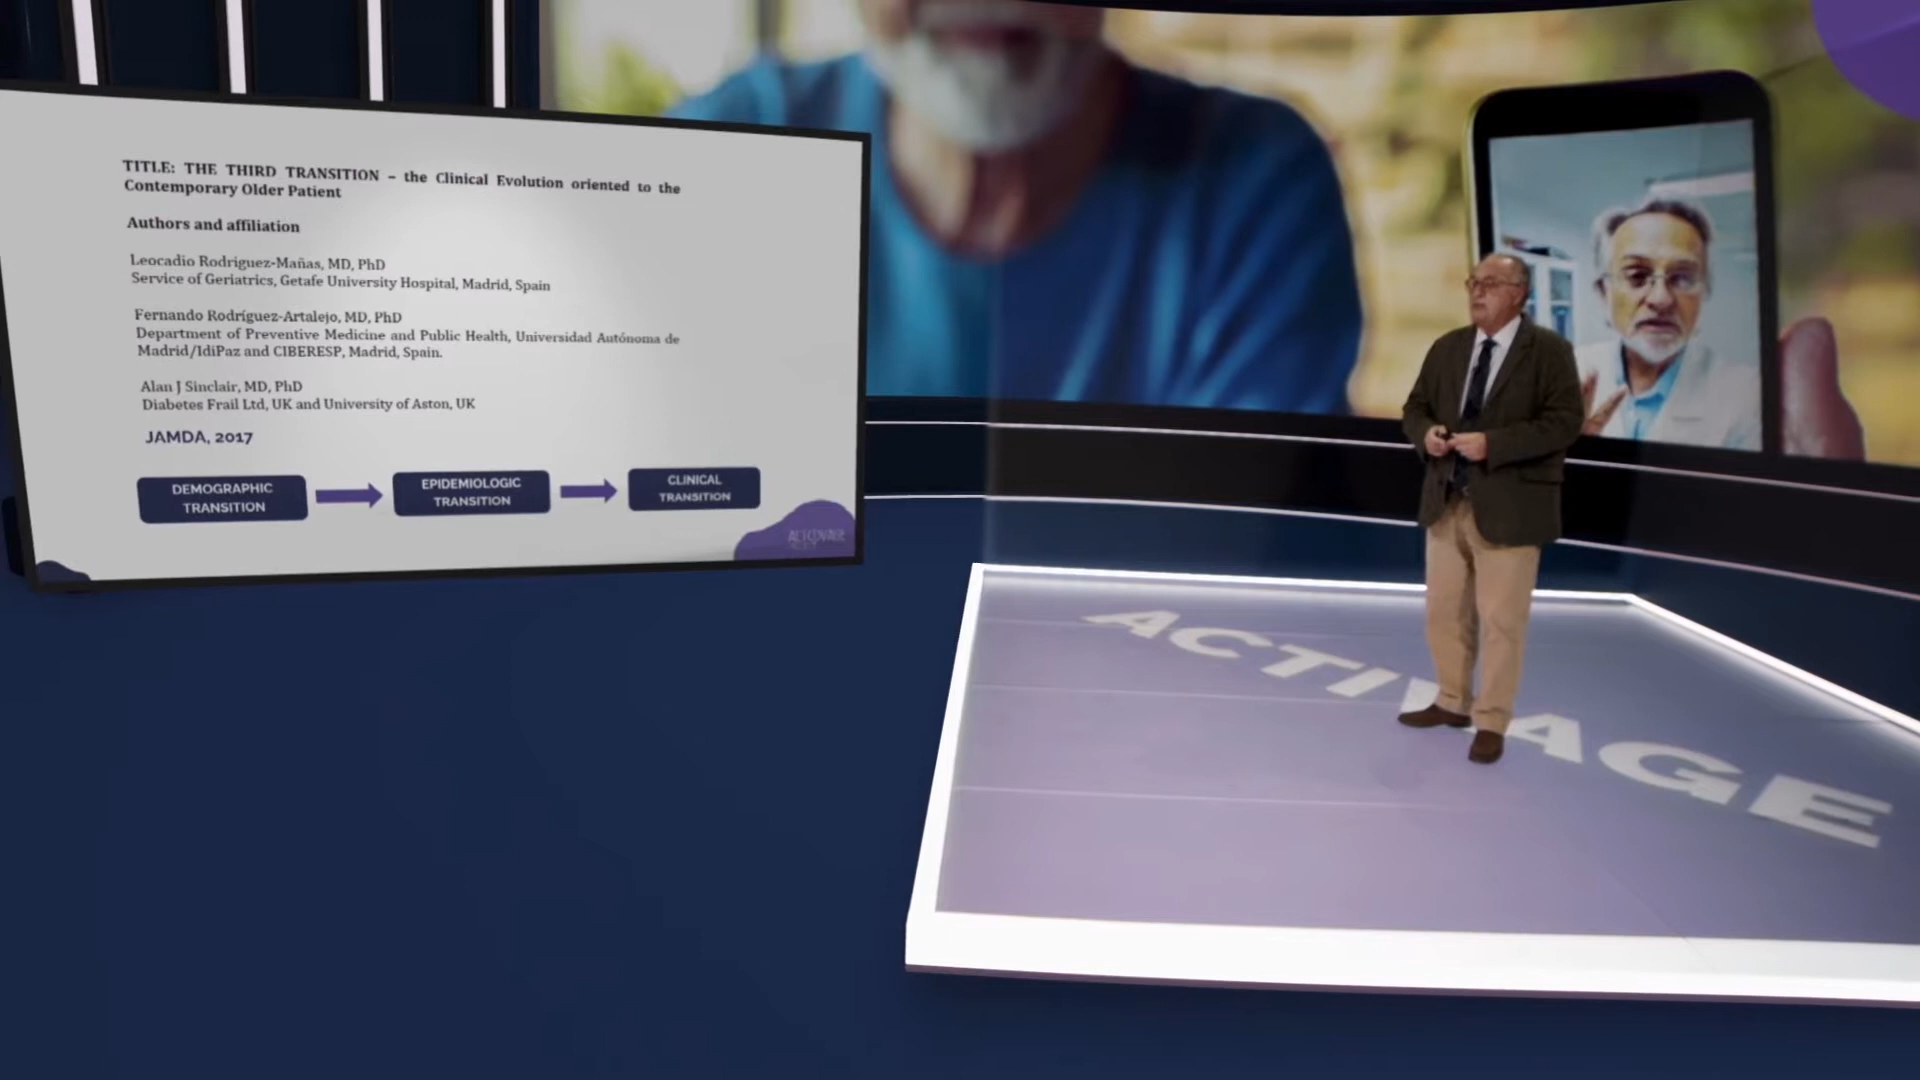 TITLE: THE THIRD TRANSITION – the Clinical Evolution oriented to the
Contemporary Older Patient
Authors and affiliation
Leocadio Rodriguez-Mañas, MD, PhD
Service of Geriatrics, Getafe University Hospital, Madrid, Spain
Fernando Rodríguez-Artalejo, MD, PhD
Department of Preventive Medicine and Public Health, Universidad Autónoma de
Madrid/IdiPaz and CIBERESP, Madrid, Spain.
Alan J Sinclair, MD, PhD
Diabetes Frail Ltd, UK and University of Aston, UK
JAMDA, 2017
DEMOGRAPHIC
TRANSITION
EPIDEMIOLOGIC
TRANSITION
CLINICAL
TRANSITION
ACTIVAGE